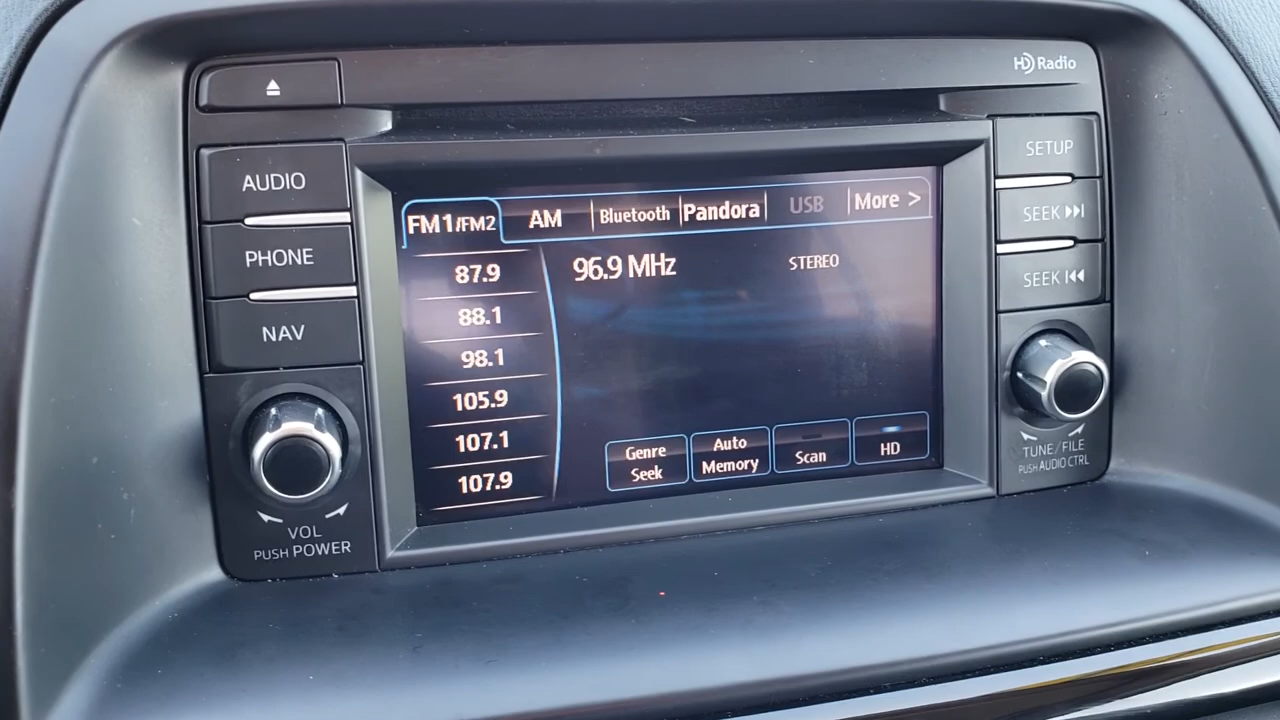 HD Radio
AUDIO
PHONE
NAV
VOL
PUSH POWER
FM1/FM2
AM
Bluetooth
Pandora
USB
More >
87.9
88.1
98.1
105.9
107.1
107.9
96.9 MHz
STEREO
Genre
Seek
Auto
Memory
Scan
HD
SETUP
SEEK
SEEK
TUNE/FILE
PUSH AUDIO CTRL